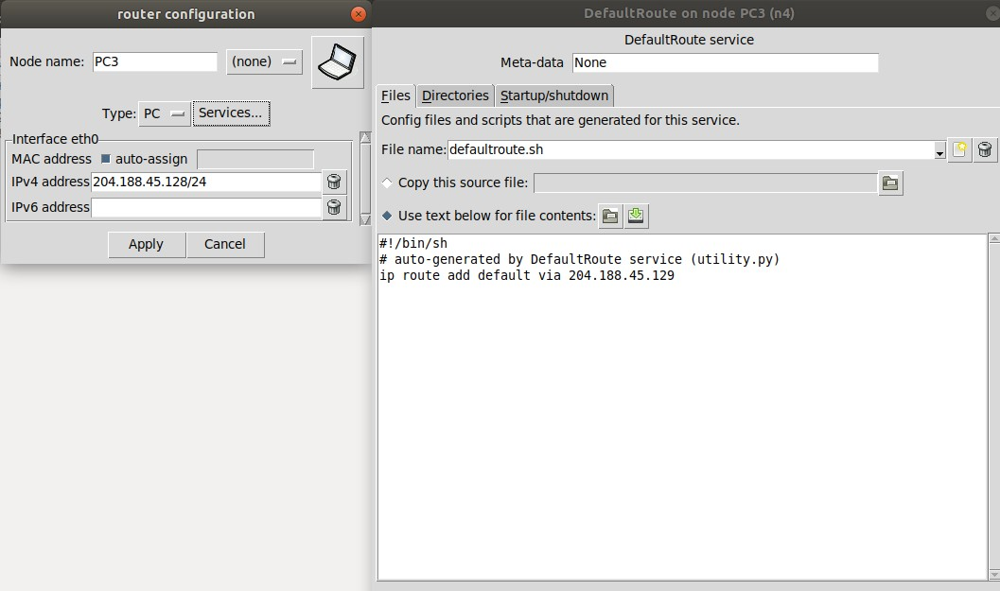 router configuration
Node name: PC3 (none)
Type: PC Services...
Interface eth0
MAC address auto-assign
IPv4 address 204.188.45.128/24
IPv6 address
Apply Cancel
DefaultRoute on node PC3 (n4)
DefaultRoute service
Meta-data None
Files Directories Startup/shutdown
Config files and scripts that are generated for this service.
File name: defaultroute.sh
Copy this source file:
Use text below for file contents:
#!/bin/sh
# auto-generated by DefaultRoute service (utility.py)
ip route add default via 204.188.45.129